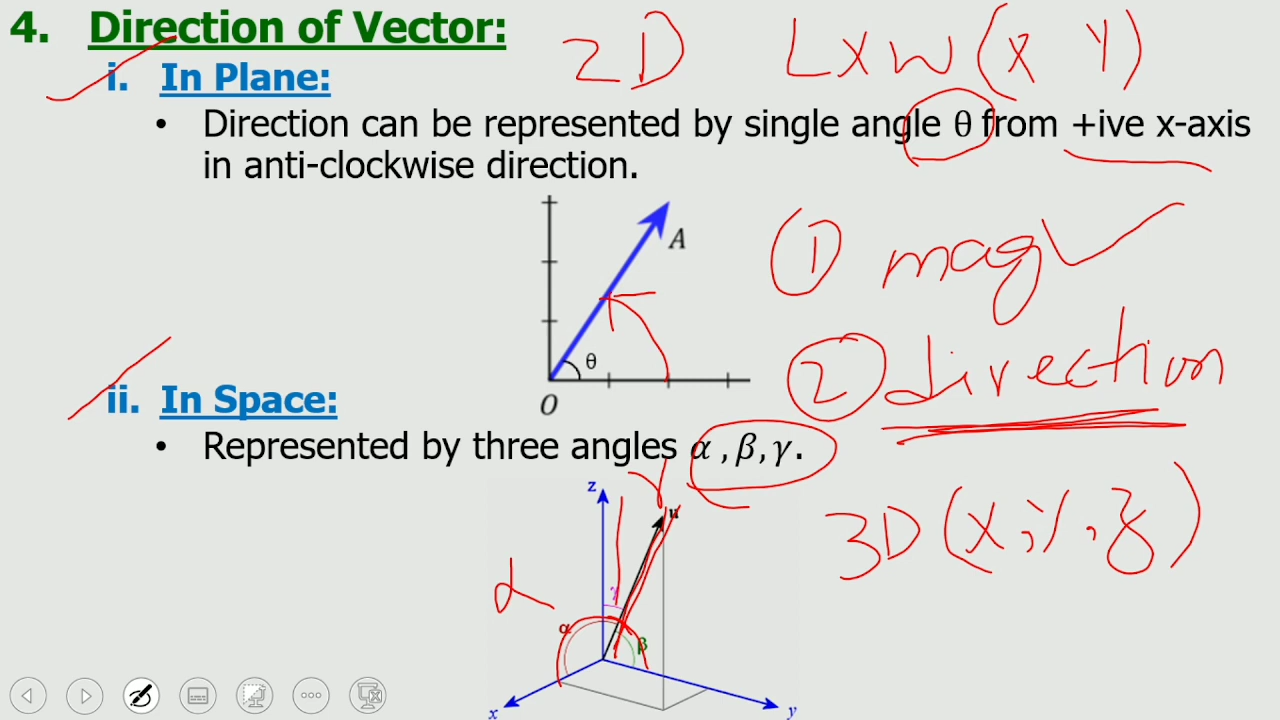 4. Direction of Vector:
2D L x W (X Y)
i. In Plane:
• Direction can be represented by single angle θ from +ive x-axis
in anti-clockwise direction.
A
① mag
θ
② direction
O
ii. In Space:
• Represented by three angles α , β, γ.
γ
z
u
3D (x, y, z)
α
γ
α
β
x
y